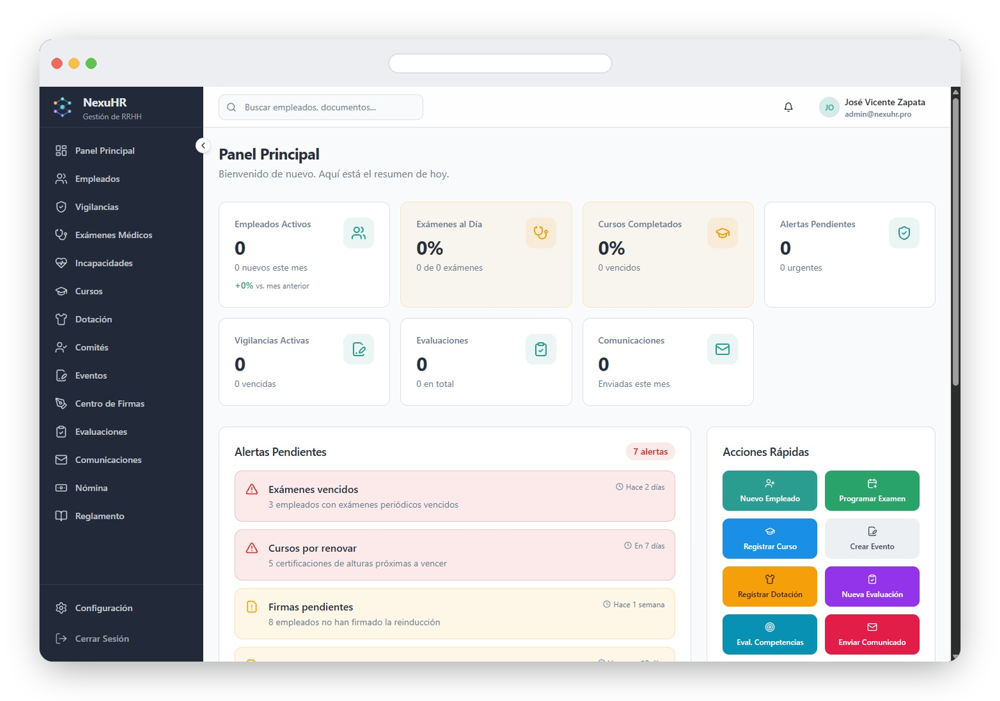 NexuHR
Gestión de RRHH
Panel Principal
Empleados
Vigilancias
Exámenes Médicos
Incapacidades
Cursos
Dotación
Comités
Eventos
Centro de Firmas
Evaluaciones
Comunicaciones
Nómina
Reglamento
Configuración
Cerrar Sesión
Buscar empleados, documentos...
JO
José Vicente Zapata
admin@nexuhr.pro
Panel Principal
Bienvenido de nuevo. Aquí está el resumen de hoy.
Empleados Activos
0
0 nuevos este mes
+0% vs. mes anterior
Exámenes al Día
0%
0 de 0 exámenes
Cursos Completados
0%
0 vencidos
Alertas Pendientes
0
0 urgentes
Vigilancias Activas
0
0 vencidas
Evaluaciones
0
0 en total
Comunicaciones
0
Enviadas este mes
Alertas Pendientes
7 alertas
Exámenes vencidos
Hace 2 días
3 empleados con exámenes periódicos vencidos
Cursos por renovar
En 7 días
5 certificaciones de alturas próximas a vencer
Firmas pendientes
Hace 1 semana
8 empleados no han firmado la reinducción
Acciones Rápidas
Nuevo Empleado
Programar Examen
Registrar Curso
Crear Evento
Registrar Dotación
Nueva Evaluación
Eval. Competencias
Enviar Comunicado